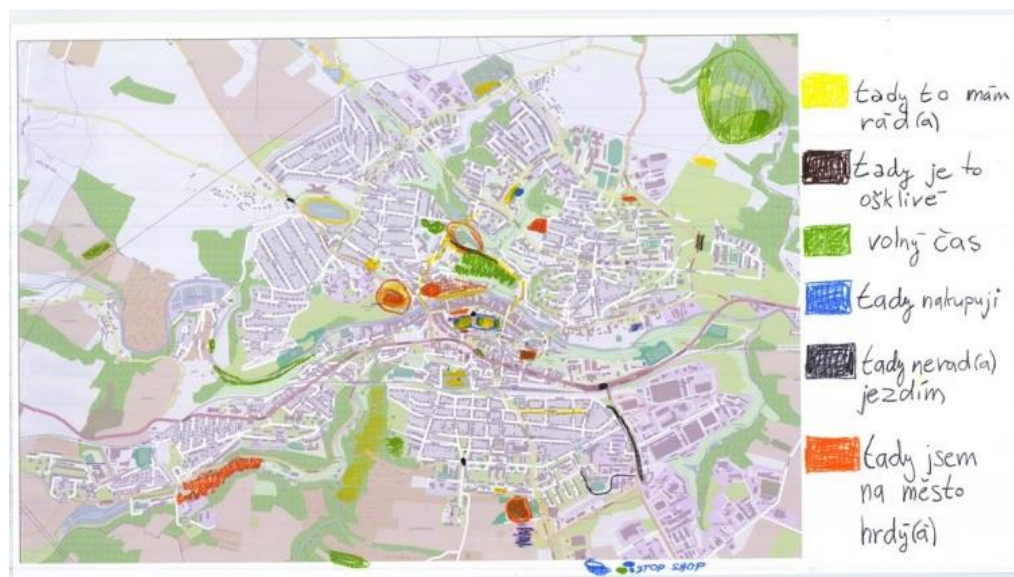 tady to mám
rád(a)
tady je to
ošklivé
volný čas
tady nakupuji
tady nerad(a)
jezdím
tady jsem
na město
hrdý(á)
STOP SHOP